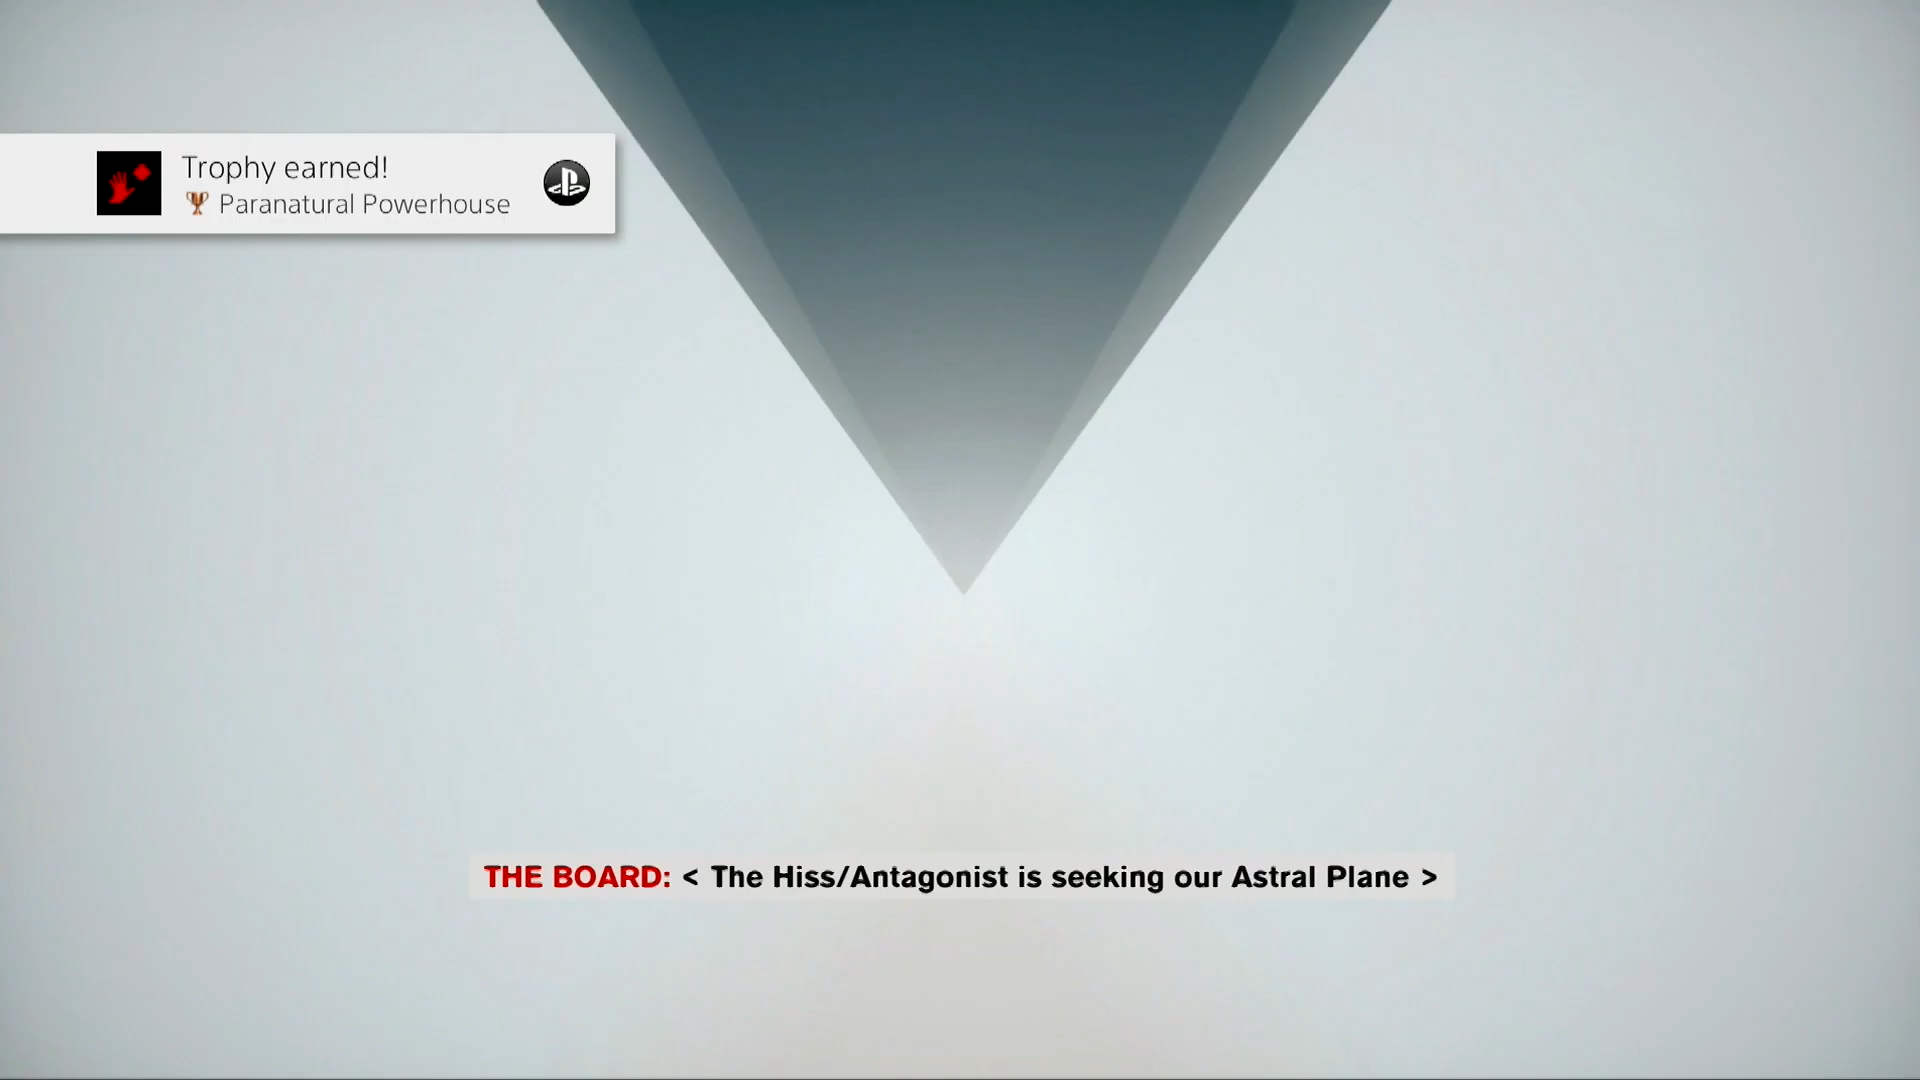 Trophy earned!
Paranatural Powerhouse
THE BOARD: < The Hiss/Antagonist is seeking our Astral Plane >